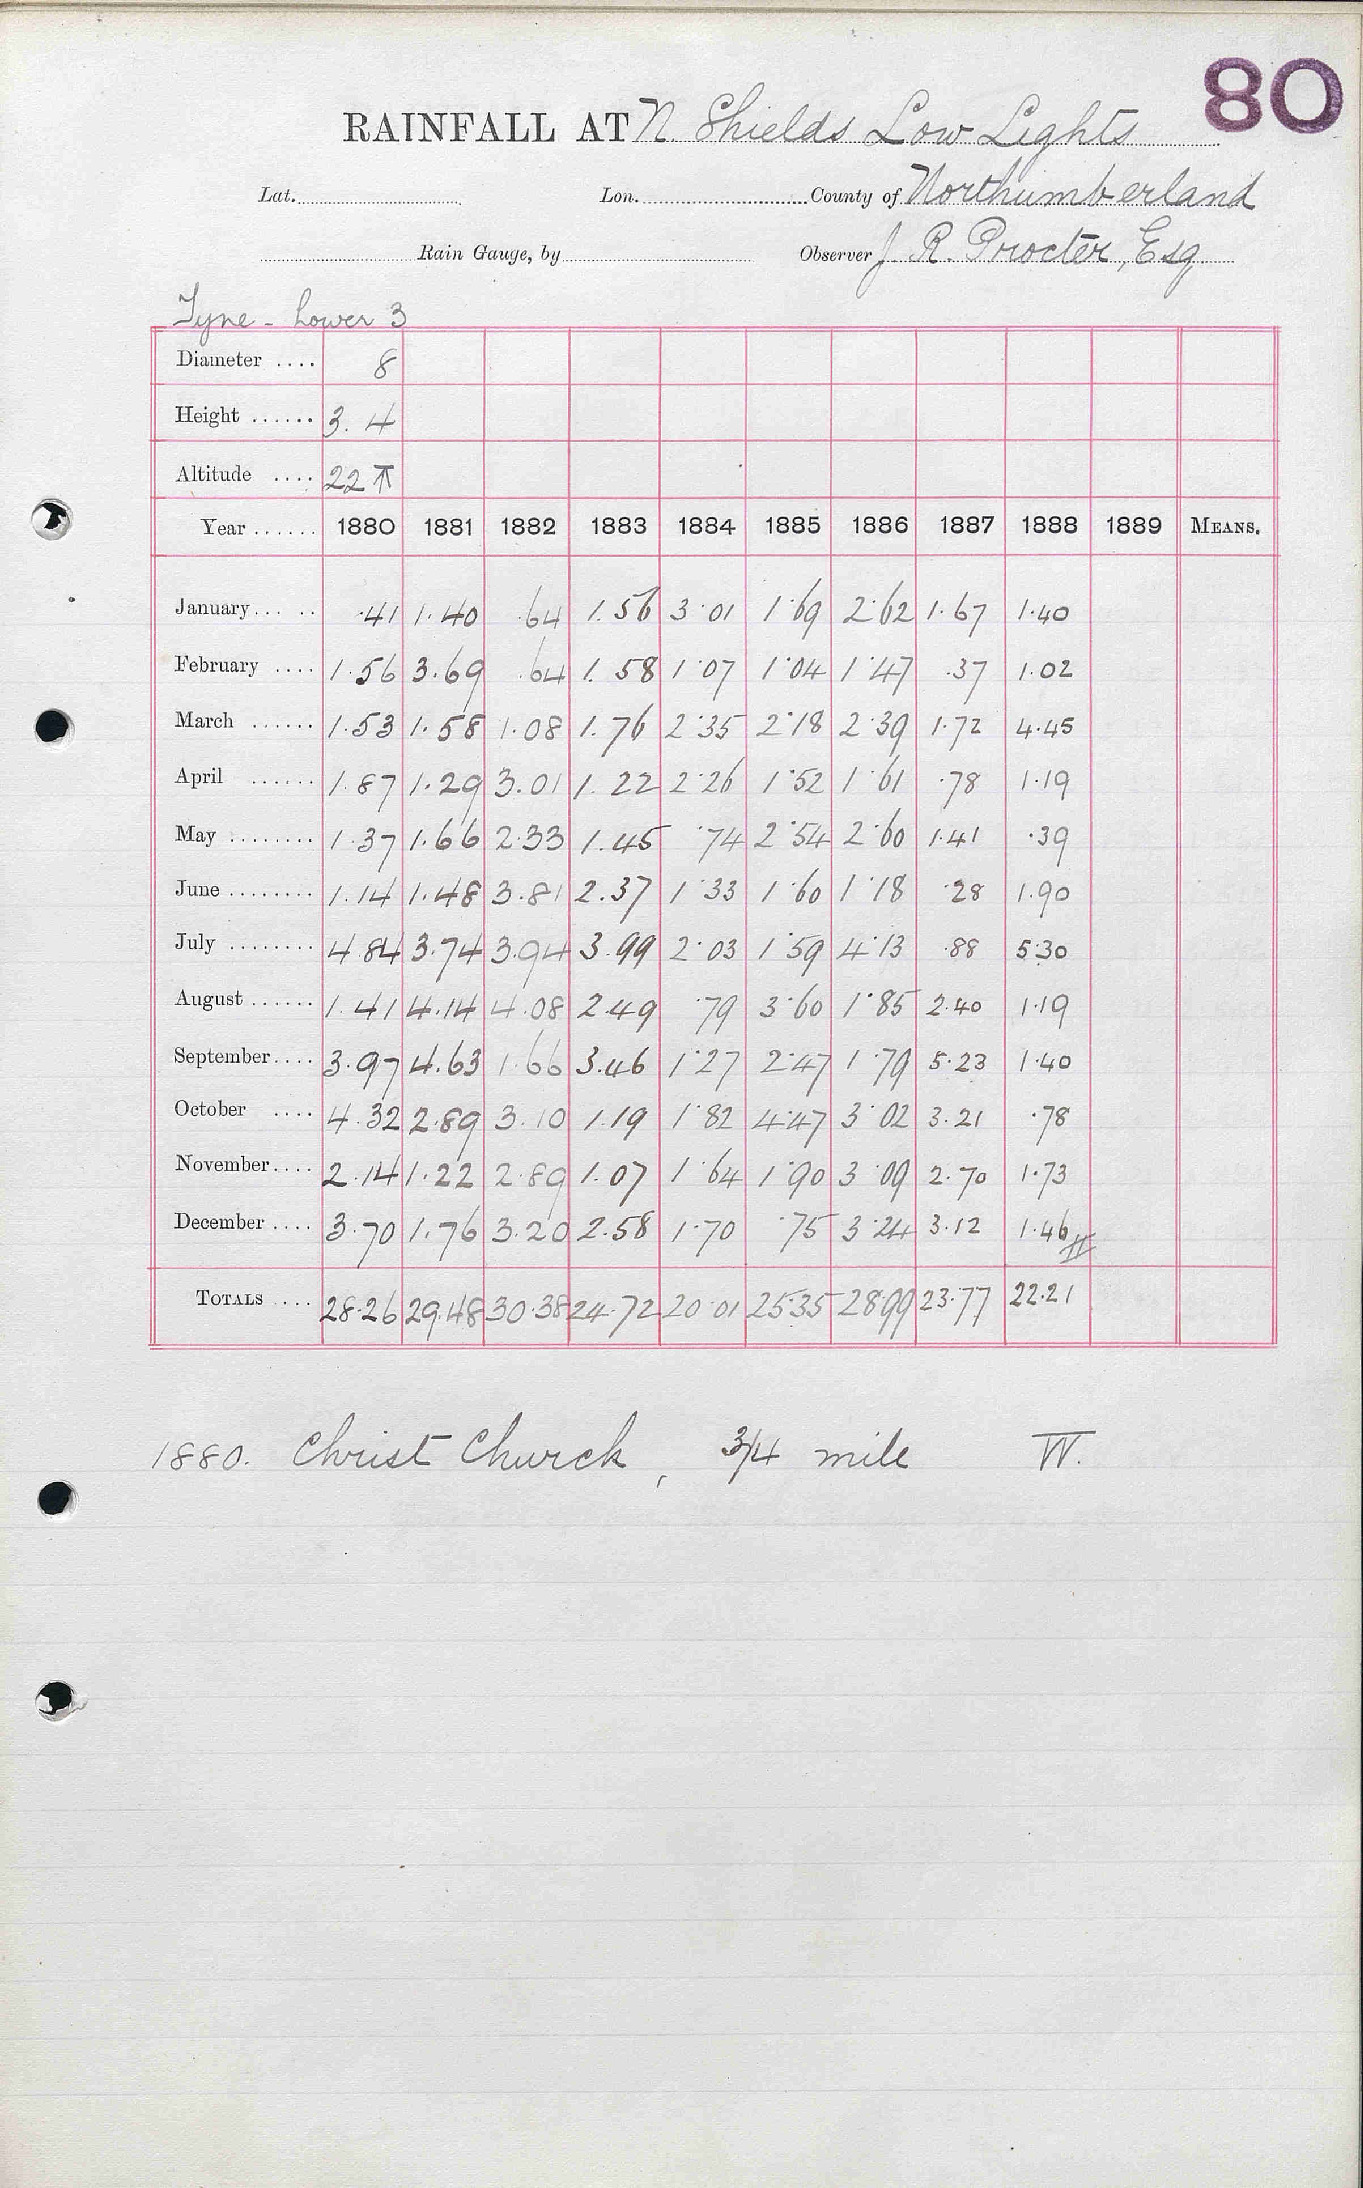 80
RAINFALL AT N. Shields Low Lights
Lat. Lon. County of Northumberland
Rain Gauge, by Observer J. R. Procter, Esq.
Tyne - Lower 3
Diameter .... 8
Height ...... 3. 4
Altitude .... 22
Year ...... 1880 1881 1882 1883 1884 1885 1886 1887 1888 1889 MEANS.
January... .. .41 1.40 .64 1.56 3.01 1.69 2.62 1.67 1.40
February .... 1.56 3.69 .64 1.58 1.07 1.04 1.47 .37 1.02
March ...... 1.53 1.58 1.08 1.76 2.35 2.18 2.39 1.72 4.45
April ...... 1.87 1.29 3.01 1.22 2.26 1.52 1.61 .78 1.19
May ........ 1.37 1.66 2.33 1.45 .74 2.54 2.60 1.41 .39
June ........ 1.14 1.48 3.81 2.37 1.33 1.60 1.18 .28 1.90
July ........ 4.84 3.74 3.94 3.99 2.03 1.59 4.13 .88 5.30
August ...... 1.41 4.14 4.08 2.49 .79 3.60 1.85 2.40 1.19
September.... 3.97 4.63 1.66 3.46 1.27 2.47 1.79 5.23 1.40
October .... 4.32 2.89 3.10 1.19 1.82 4.47 3.02 3.21 .78
November.... 2.14 1.22 2.89 1.07 1.64 1.90 3.09 2.70 1.73
December .... 3.70 1.76 3.20 2.58 1.70 .75 3.24 3.12 1.46
TOTALS .... 28.26 29.48 30.38 24.72 20.01 25.35 28.99 23.77 22.21
1880. Christ Church, 3/4 mile W.